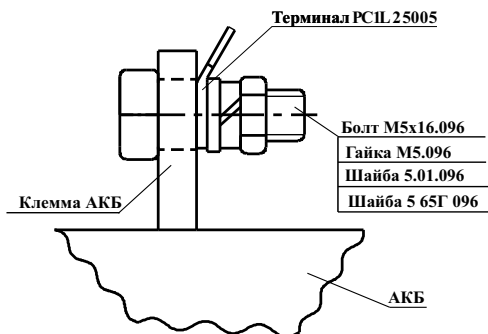 Терминал PC1L 25005
Болт М5х16.096
Гайка М5.096
Шайба 5.01.096
Шайба 5 65Г 096
Клемма АКБ
АКБ